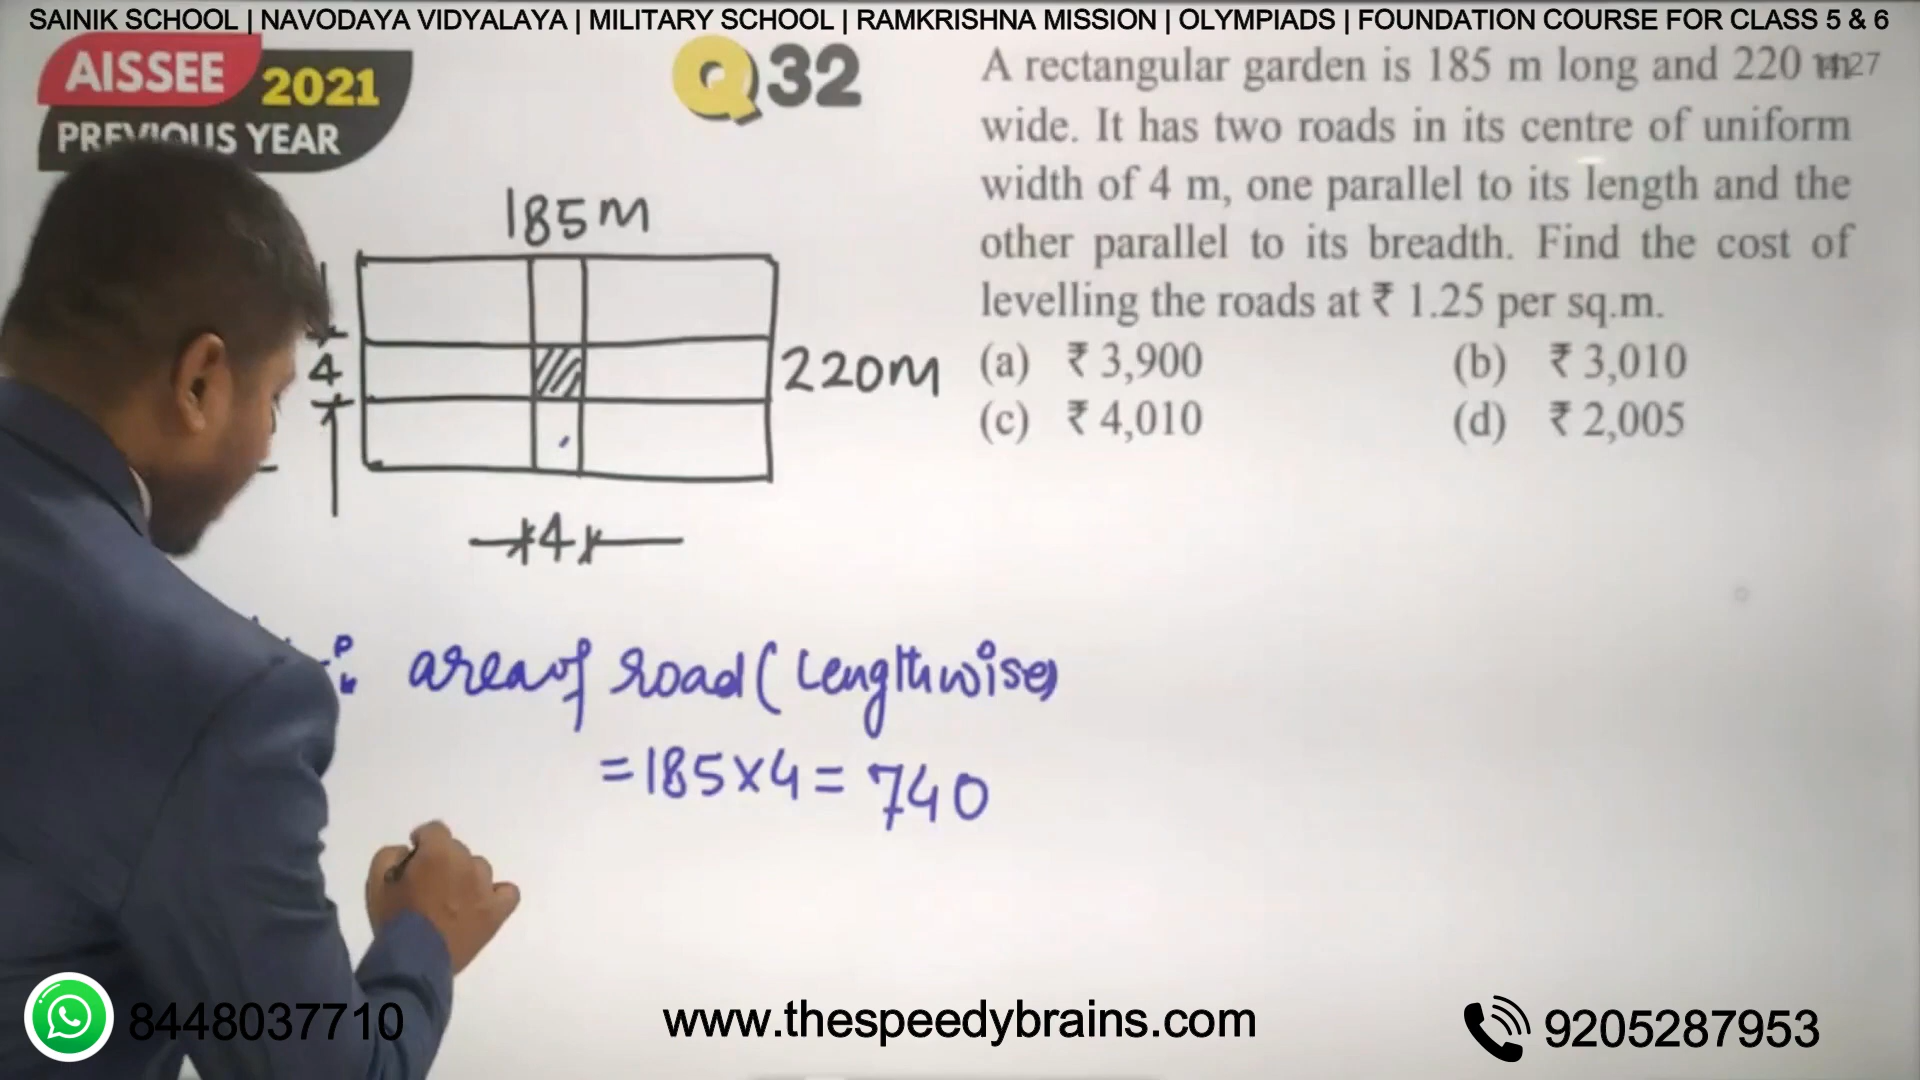 SAINIK SCHOOL | NAVODAYA VIDYALAYA | MILITARY SCHOOL | RAMKRISHNA MISSION | OLYMPIADS | FOUNDATION COURSE FOR CLASS 5 & 6
AISSEE 2021
PREVIOUS YEAR
Q32
A rectangular garden is 185 m long and 220 m
wide. It has two roads in its centre of uniform
width of 4 m, one parallel to its length and the
other parallel to its breadth. Find the cost of
levelling the roads at ₹ 1.25 per sq.m.
(a) ₹ 3,900 (b) ₹ 3,010
(c) ₹ 4,010 (d) ₹ 2,005
185m
4
220m
4
area of road (Lengthwise)
=185×4= 740
8448037710
www.thespeedybrains.com
9205287953